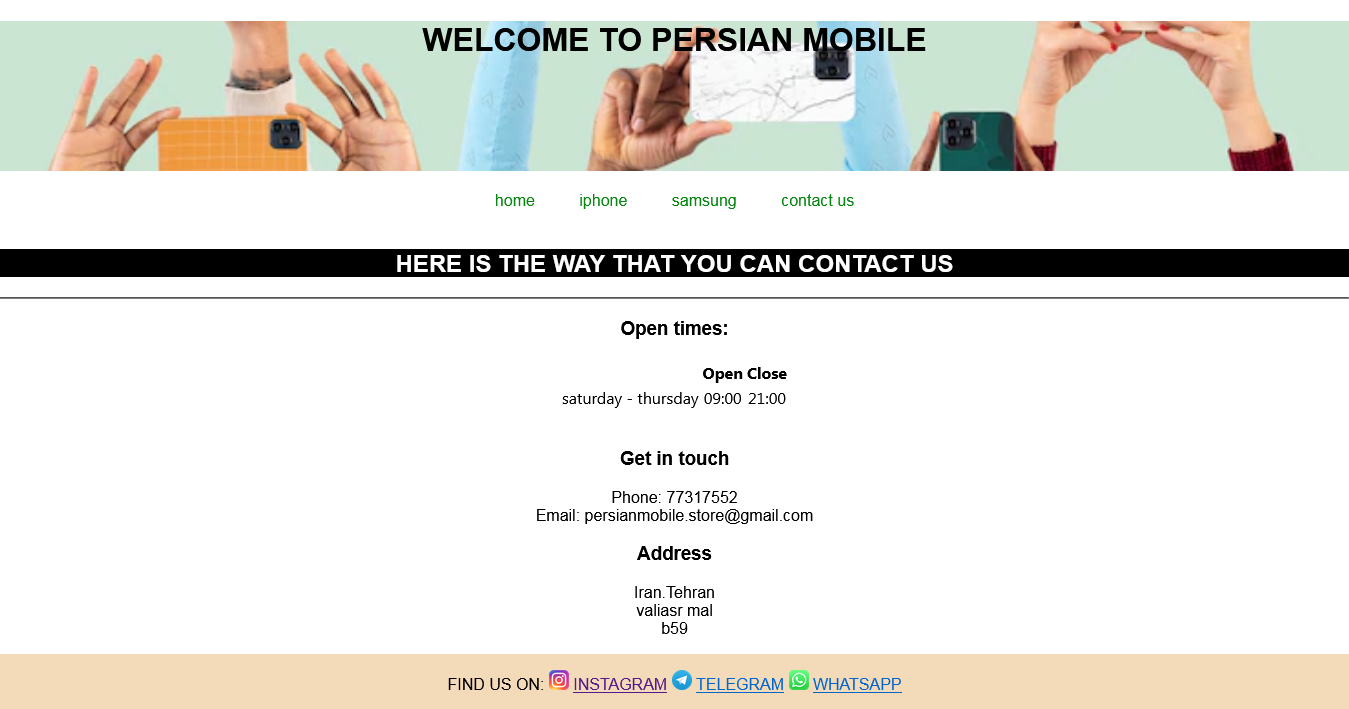 WELCOME TO PERSIAN MOBILE
home iphone samsung contact us
HERE IS THE WAY THAT YOU CAN CONTACT US
Open times:
Open Close
saturday - thursday 09:00 21:00
Get in touch
Phone: 77317552
Email: persianmobile.store@gmail.com
Address
Iran.Tehran
valiasr mal
b59
FIND US ON: INSTAGRAM TELEGRAM WHATSAPP